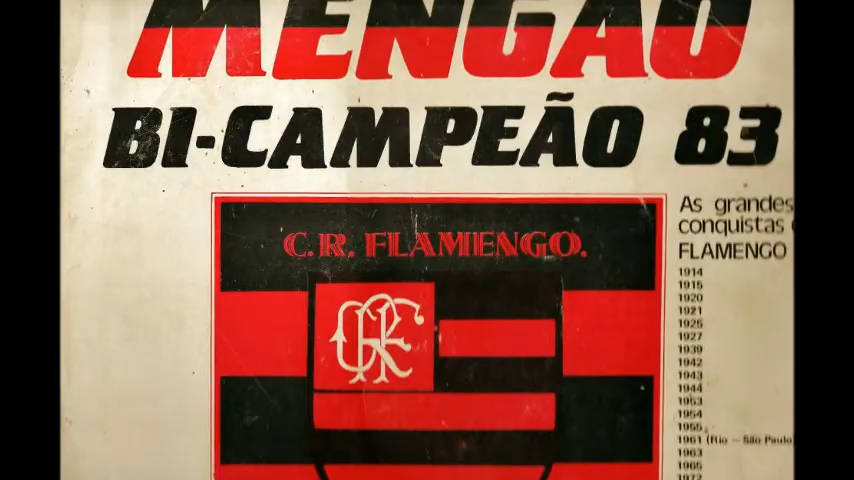 MENGÃO
BI-CAMPEÃO 83
C.R. FLAMENGO.
CRF
As grandes
conquistas
FLAMENGO
1914
1915
1920
1921
1925
1927
1939
1942
1943
1944
1953
1954
1955
1961 (Rio – São Paulo
1963
1965
1972